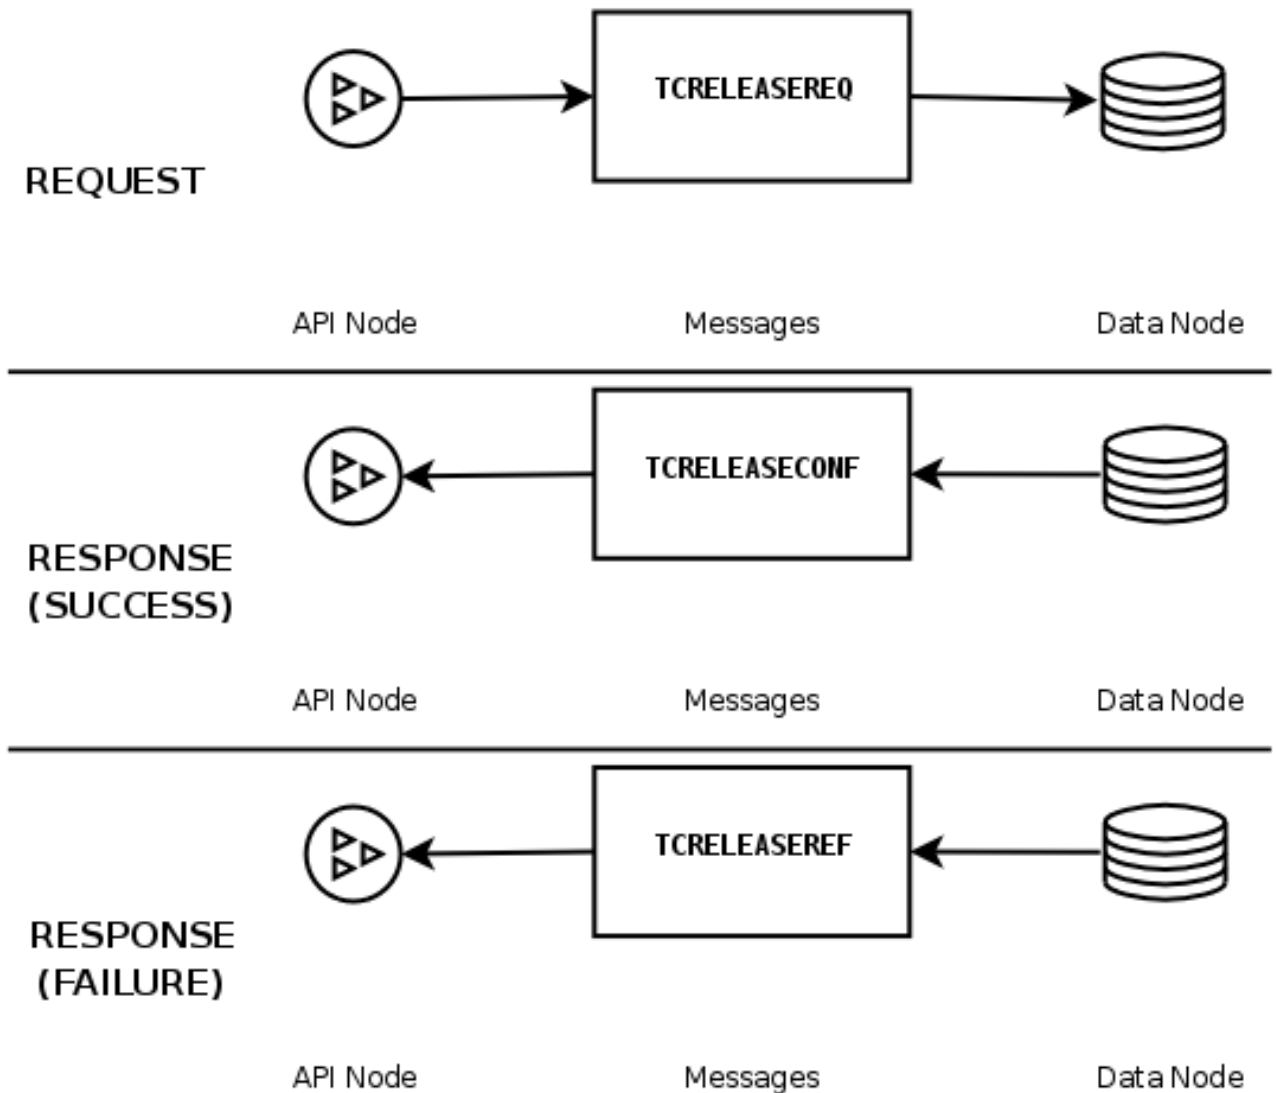 TCRELEASEREQ
REQUEST
API Node Messages Data Node
TCRELEASECONF
RESPONSE
(SUCCESS)
API Node Messages Data Node
TCRELEASEREF
RESPONSE
(FAILURE)
API Node Messages Data Node